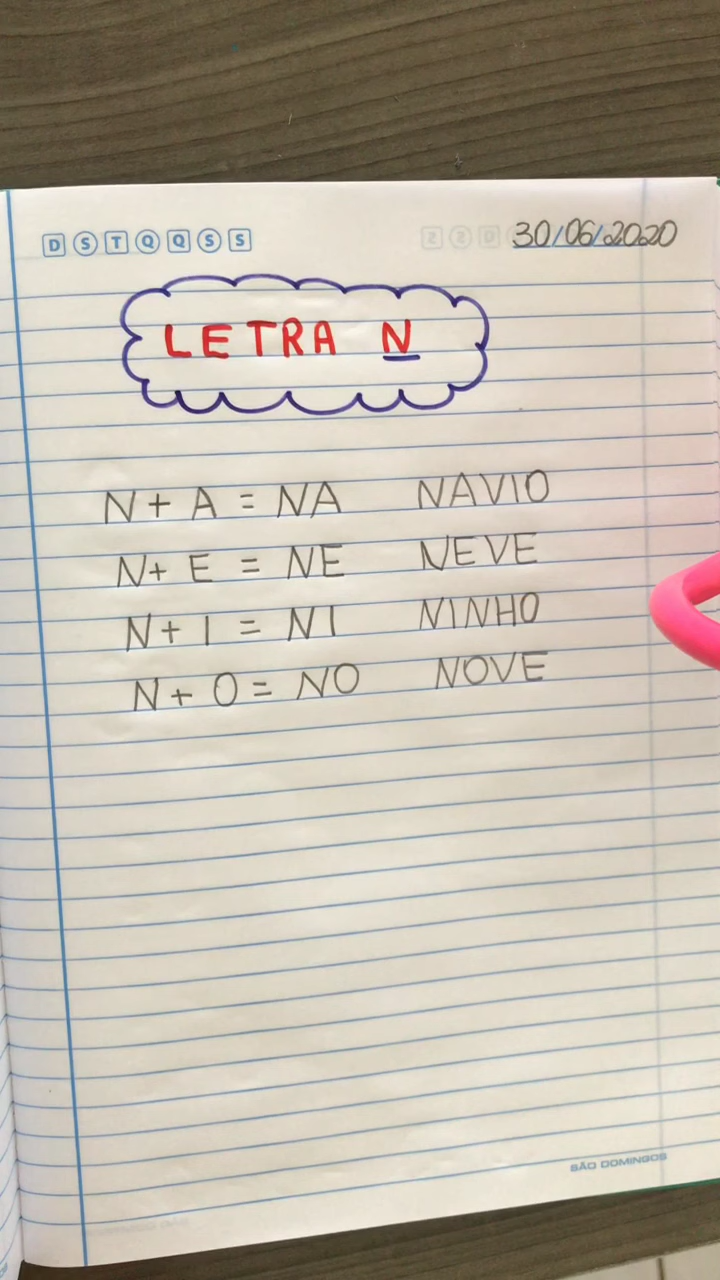 D S T Q Q S S 30/06/2020
LETRA N
N + A = NA NAVIO
N + E = NE NEVE
N + I = NI NINHO
N + O = NO NOVE
SÃO DOMINGOS